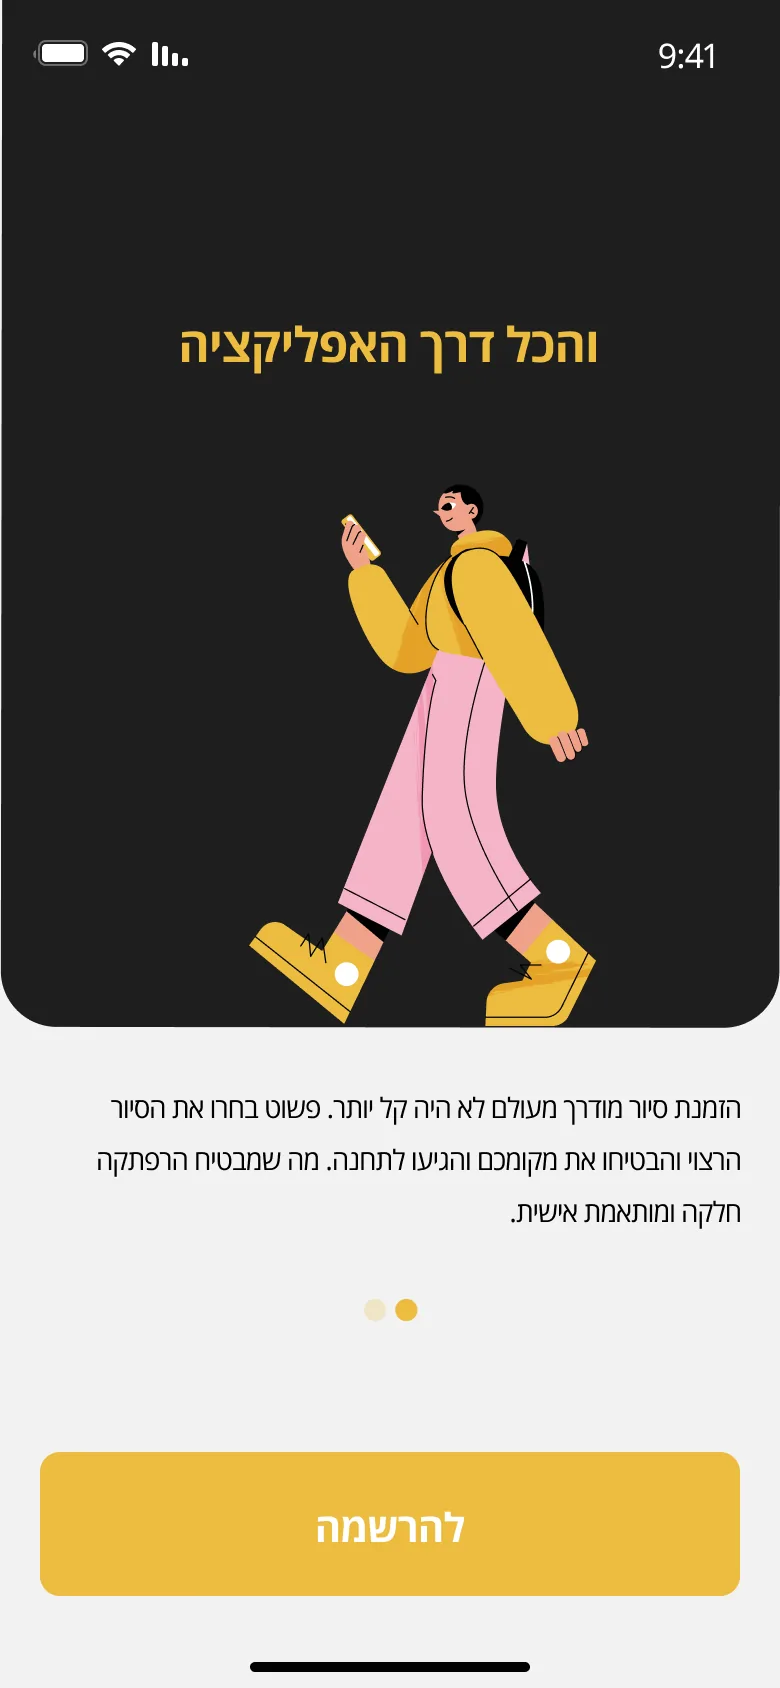 9:41
והכל דרך האפליקציה
הזמנת סיור מודרך מעולם לא היה קל יותר. פשוט בחרו את הסיור
הרצוי והבטיחו את מקומכם והגיעו לתחנה. מה שמבטיח הרפתקה
חלקה ומותאמת אישית.
להרשמה